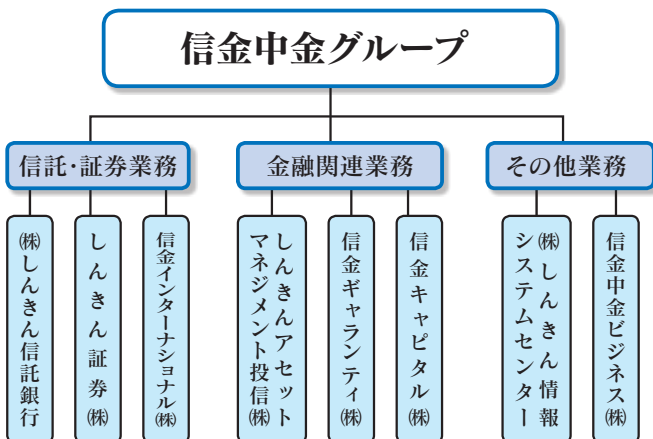 信金中金グループ
信託・証券業務
金融関連業務
その他業務
㈱しんきん信託銀行
しんきん証券㈱
信金インターナショナル㈱
しんきんアセット
マネジメント投信㈱
信金ギャランティ㈱
信金キャピタル㈱
㈱しんきん情報
システムセンター
信金中金ビジネス㈱